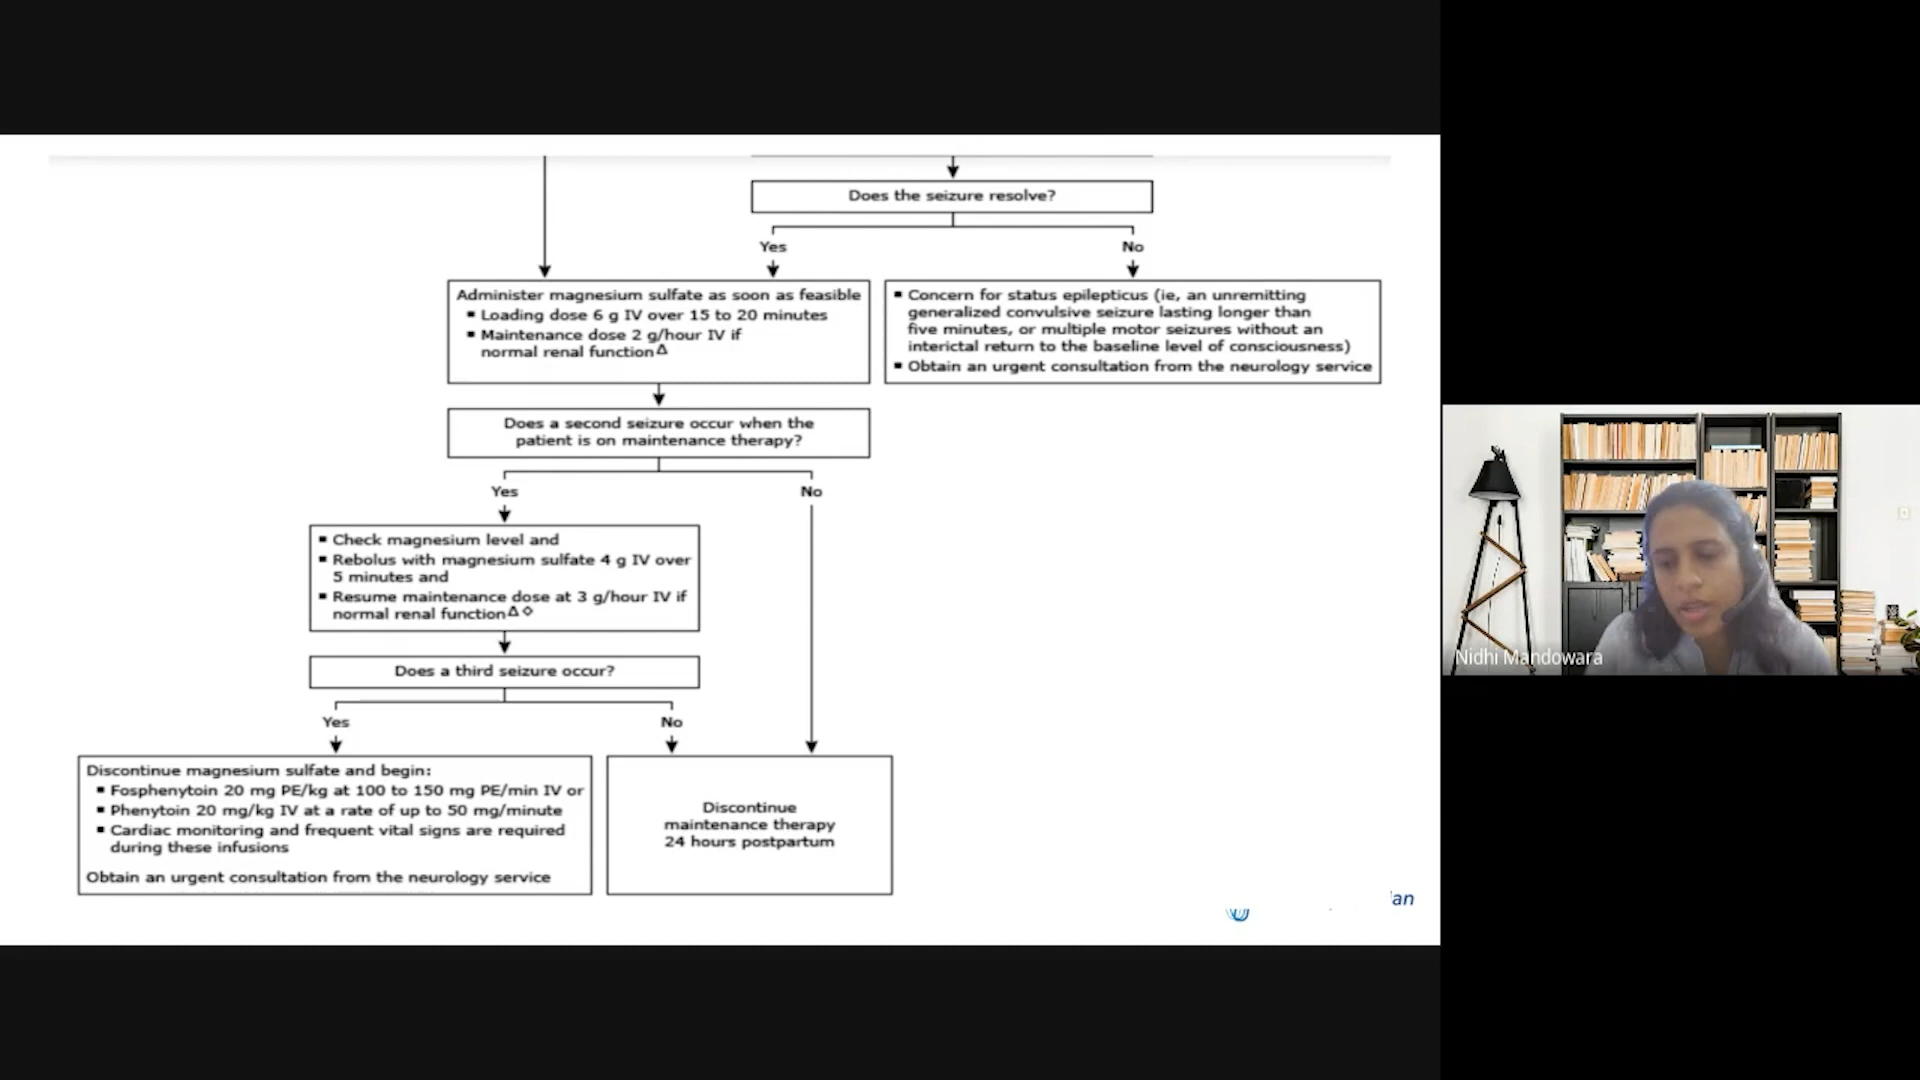 Does the seizure resolve?
Yes
No
Administer magnesium sulfate as soon as feasible
▪ Loading dose 6 g IV over 15 to 20 minutes
▪ Maintenance dose 2 g/hour IV if
normal renal functionΔ
▪ Concern for status epilepticus (ie, an unremitting
generalized convulsive seizure lasting longer than
five minutes, or multiple motor seizures without an
interictal return to the baseline level of consciousness)
▪ Obtain an urgent consultation from the neurology service
Does a second seizure occur when the
patient is on maintenance therapy?
Yes
No
▪ Check magnesium level and
▪ Rebolus with magnesium sulfate 4 g IV over
5 minutes and
▪ Resume maintenance dose at 3 g/hour IV if
normal renal functionΔ◇
Does a third seizure occur?
Yes
No
Discontinue magnesium sulfate and begin:
▪ Fosphenytoin 20 mg PE/kg at 100 to 150 mg PE/min IV or
▪ Phenytoin 20 mg/kg IV at a rate of up to 50 mg/minute
▪ Cardiac monitoring and frequent vital signs are required
during these infusions
Obtain an urgent consultation from the neurology service
Discontinue
maintenance therapy
24 hours postpartum
an
Nidhi Mandowara